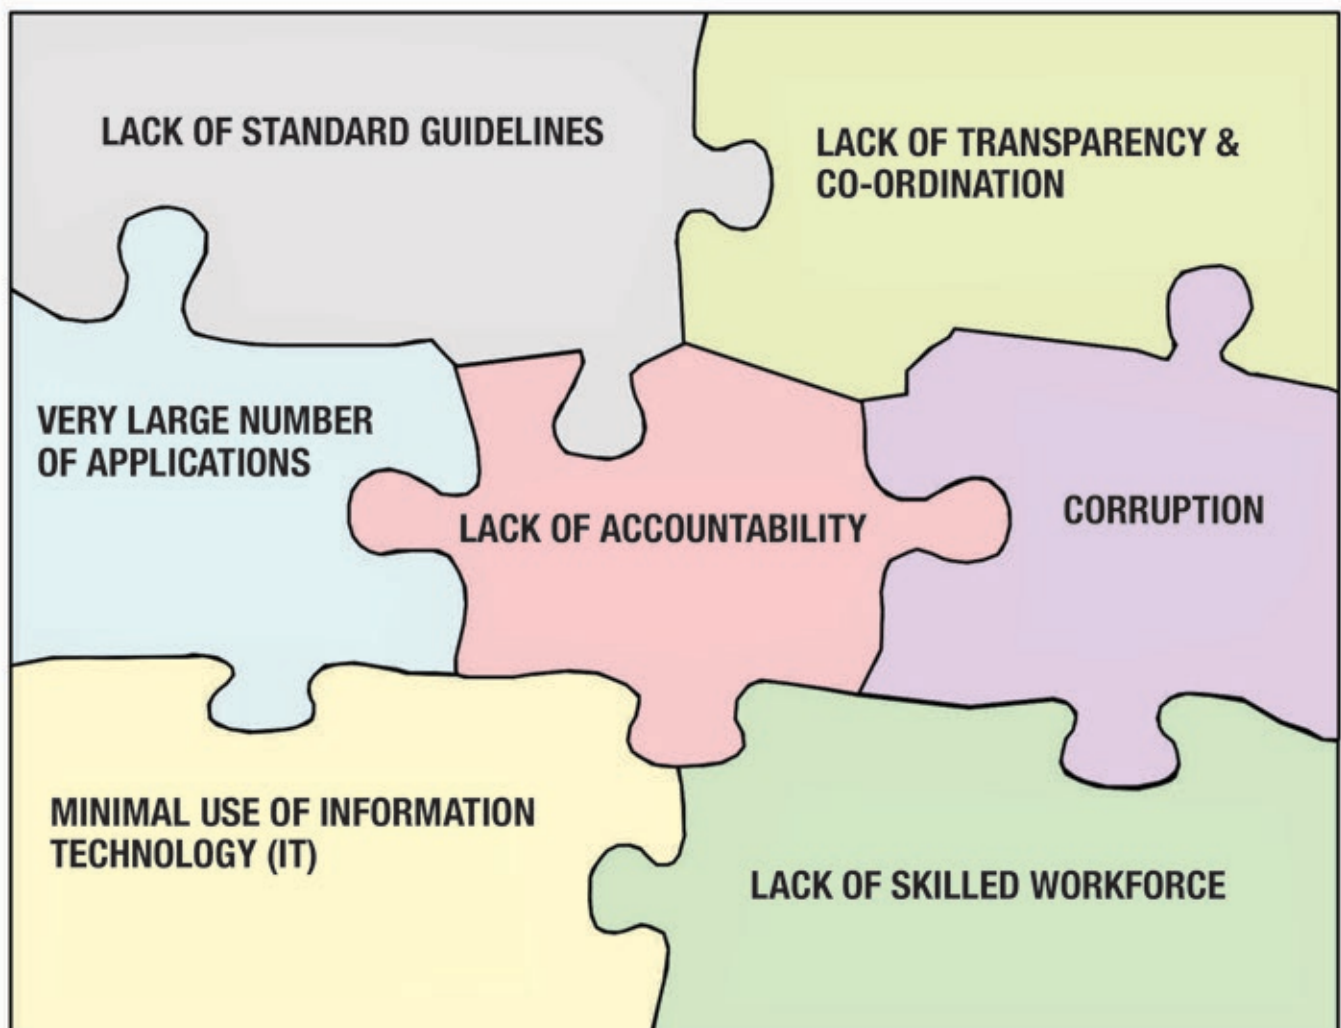 LACK OF STANDARD GUIDELINES
LACK OF TRANSPARENCY &
CO-ORDINATION
VERY LARGE NUMBER
OF APPLICATIONS
LACK OF ACCOUNTABILITY
CORRUPTION
MINIMAL USE OF INFORMATION
TECHNOLOGY (IT)
LACK OF SKILLED WORKFORCE